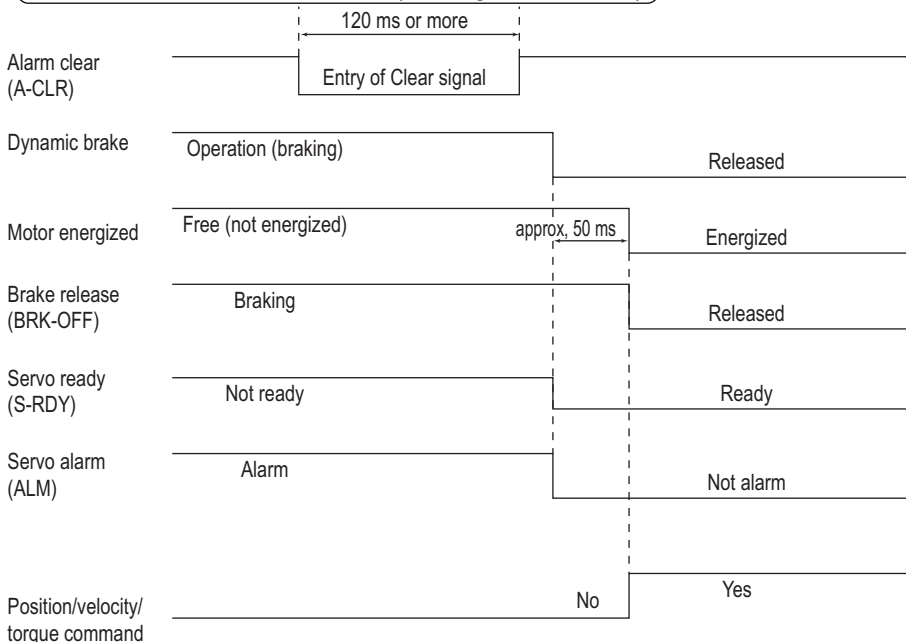 120 ms or more
Alarm clear
(A-CLR)
Entry of Clear signal
Dynamic brake
Operation (braking)
Released
Motor energized
Free (not energized)
approx, 50 ms
Energized
Brake release
(BRK-OFF)
Braking
Released
Servo ready
(S-RDY)
Not ready
Ready
Servo alarm
(ALM)
Alarm
Not alarm
Position/velocity/
torque command
No
Yes